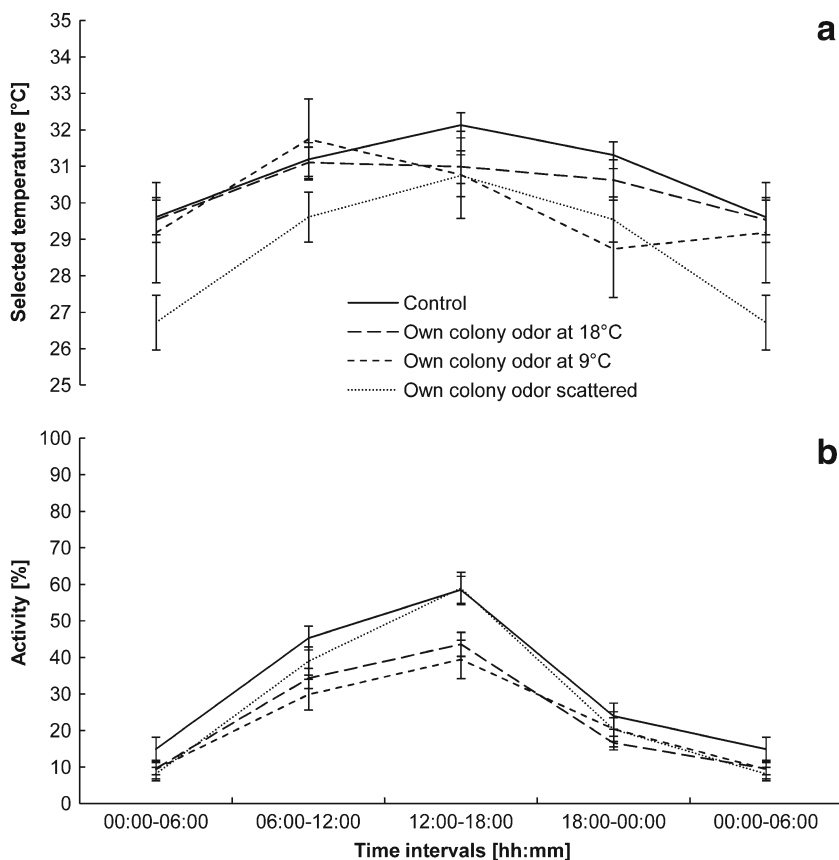 a
35
34
33
32
31
30
29
28
27
26
25
Selected temperature [°C]
Control
Own colony odor at 18°C
Own colony odor at 9°C
Own colony odor scattered
b
100
90
80
70
60
50
40
30
20
10
0
Activity [%]
00:00-06:00 06:00-12:00 12:00-18:00 18:00-00:00 00:00-06:00
Time intervals [hh:mm]